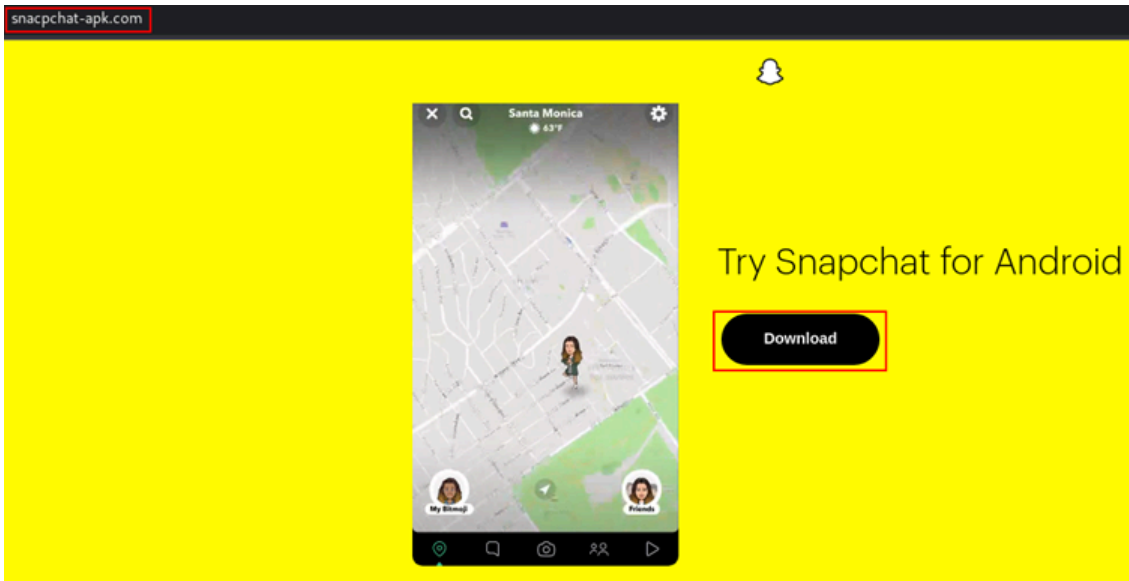 snacpchat-apk.com
Santa Monica
63°F
Try Snapchat for Android
Download
My Bitmoji
Friends